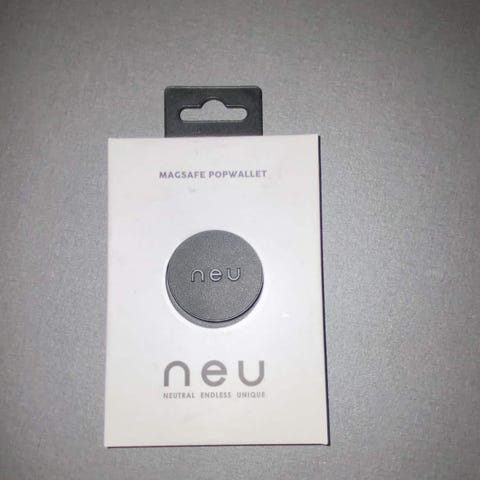 MAGSAFE POPWALLET
neu
neu
NEUTRAL ENDLESS UNIQUE